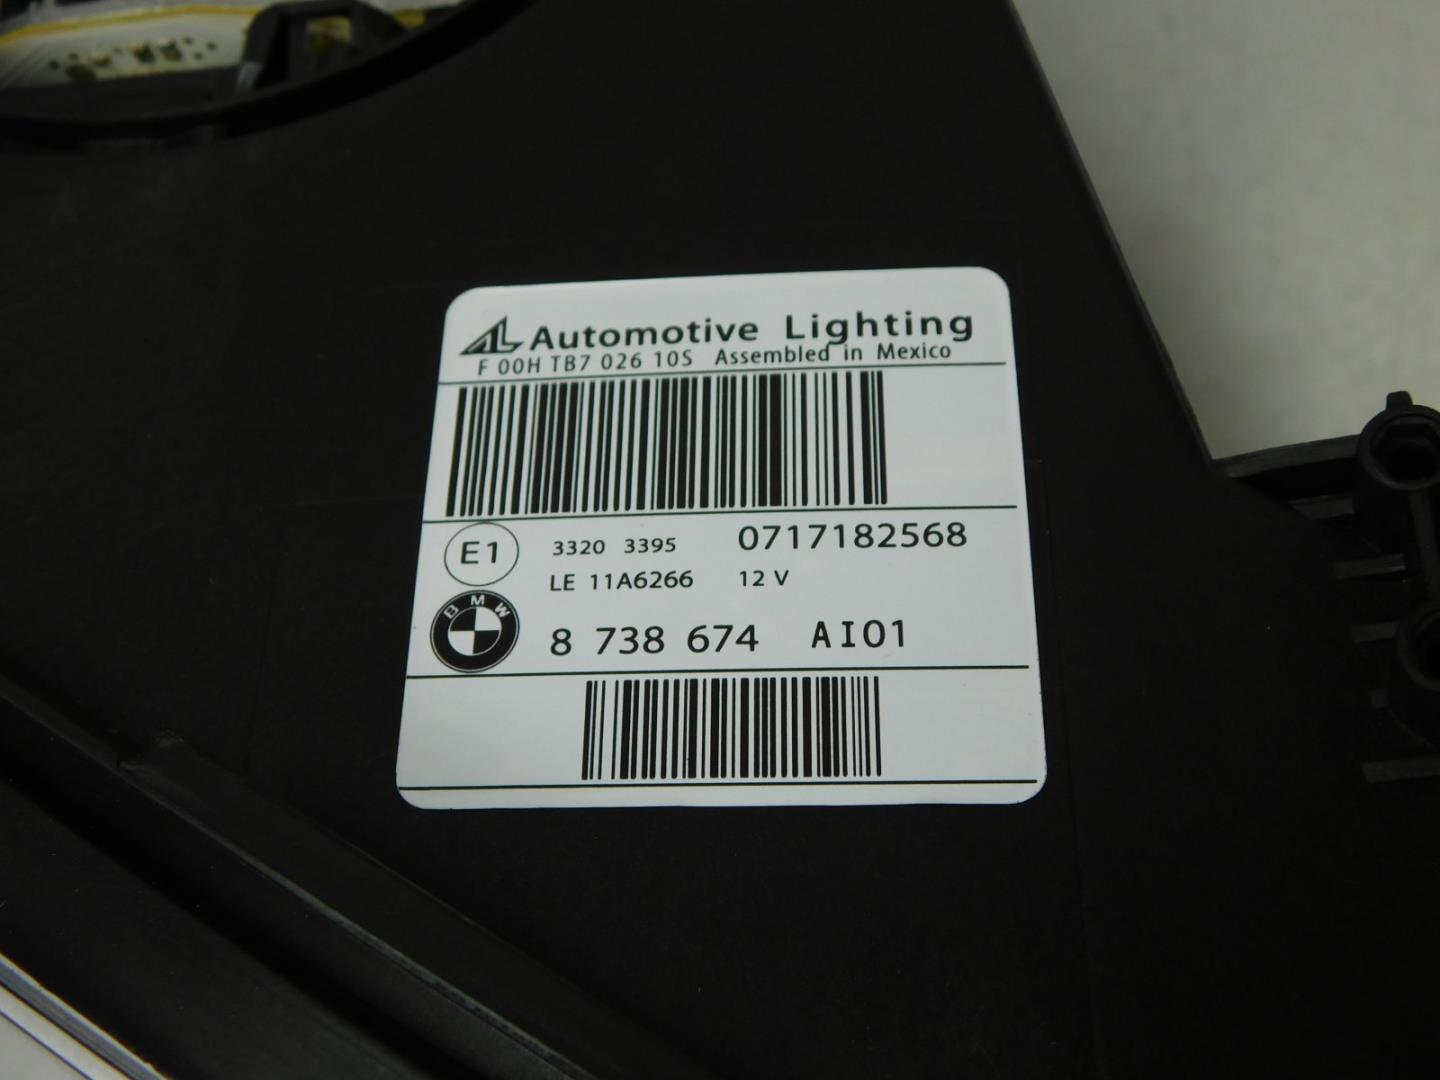 AL Automotive Lighting
F 00H TB7 026 10S Assembled in Mexico
E1 3320 3395 0717182568
LE 11A6266 12 V
BMW 8 738 674 AI01